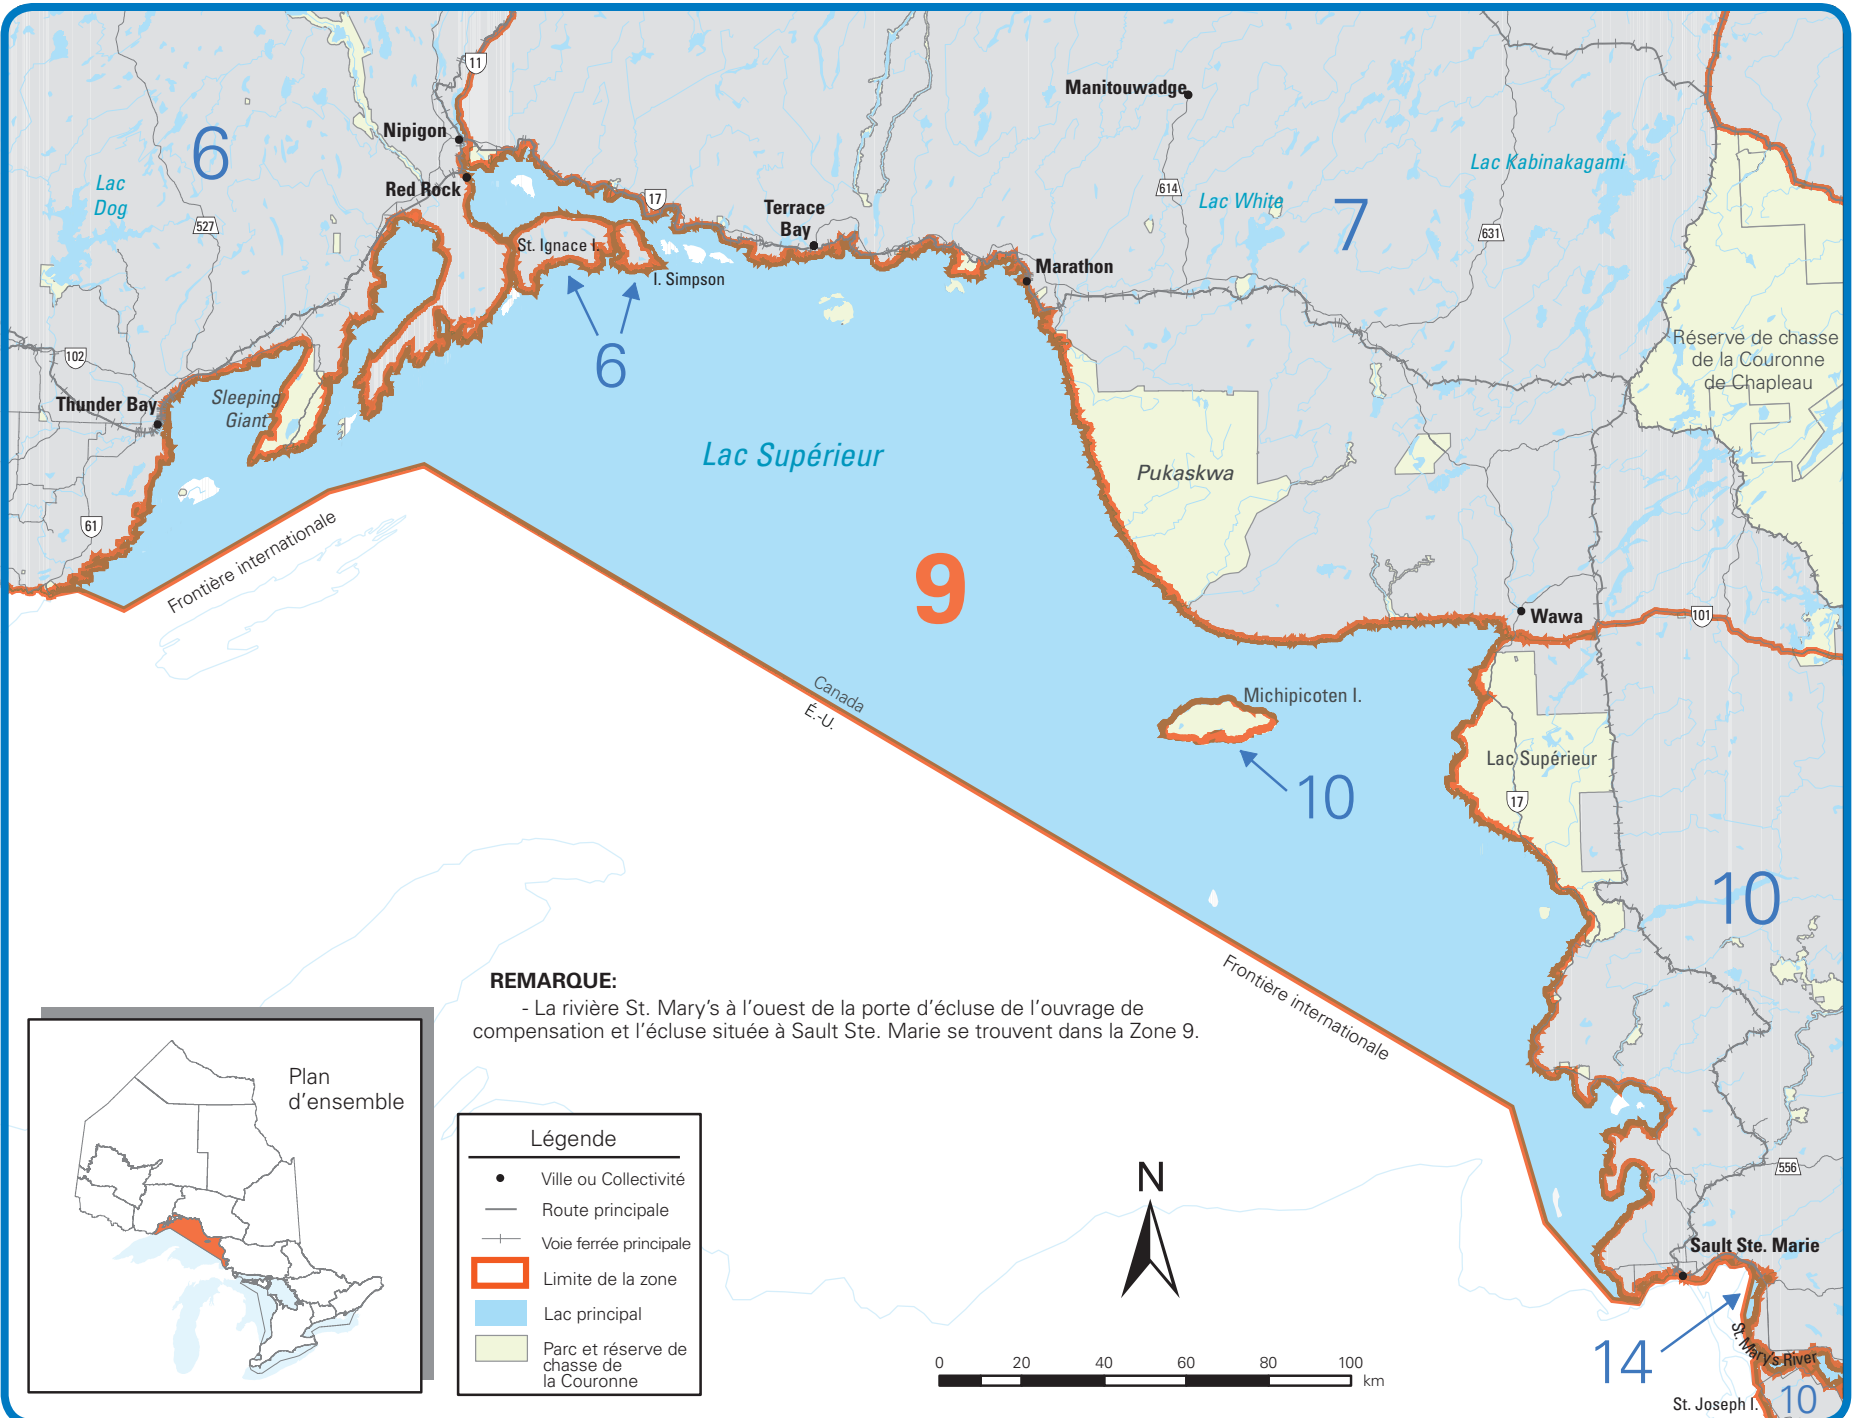 11
Manitouwadge
Nipigon
6
Lac Kabinakagami
Lac
Dog
Red Rock
614
17
Lac White
7
Terrace
Bay
527
631
St. Ignace I.
Marathon
I. Simpson
Réserve de chasse
de la Couronne
de Chapleau
102
6
Sleeping
Giant
Thunder Bay
Lac Supérieur
Pukaskwa
61
Frontière internationale
9
Wawa
101
Canada
É.-U.
Michipicoten I.
Lac Supérieur
10
17
10
Frontière internationale
REMARQUE:
- La rivière St. Mary's à l'ouest de la porte d'écluse de l'ouvrage de
compensation et l'écluse située à Sault Ste. Marie se trouvent dans la Zone 9.
Plan
d'ensemble
Légende
Ville ou Collectivité
Route principale
Voie ferrée principale
Limite de la zone
Lac principal
Parc et réserve de
chasse de
la Couronne
N
0 20 40 60 80 100
km
556
Sault Ste. Marie
14
St. Mary's River
St. Joseph I.
10